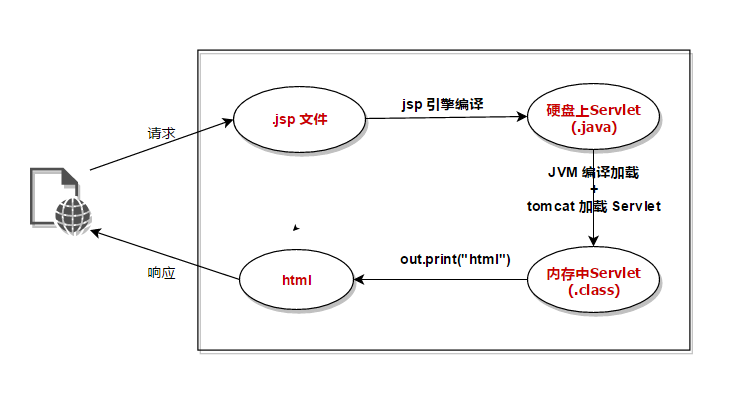 请求
.jsp 文件
jsp 引擎编译
硬盘上Servlet
(.java)
JVM 编译加载
+
tomcat 加载 Servlet
内存中Servlet
(.class)
out.print("html")
html
响应